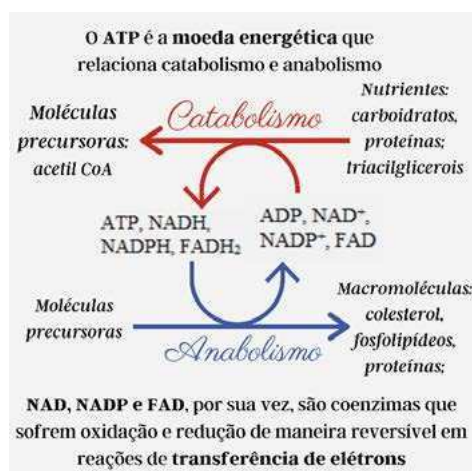 O ATP é a moeda energética que
relaciona catabolismo e anabolismo
Moléculas
precursoras:
acetil CoA
Catabolismo
Nutrientes:
carboidratos,
proteínas;
triacilglicerois
ATP, NADH,
NADPH, FADH₂
ADP, NAD⁺,
NADP⁺, FAD
Moléculas
precursoras
Anabolismo
Macromoléculas:
colesterol,
fosfolipídeos,
proteínas;
NAD, NADP e FAD, por sua vez, são coenzimas que
sofrem oxidação e redução de maneira reversível em
reações de transferência de elétrons